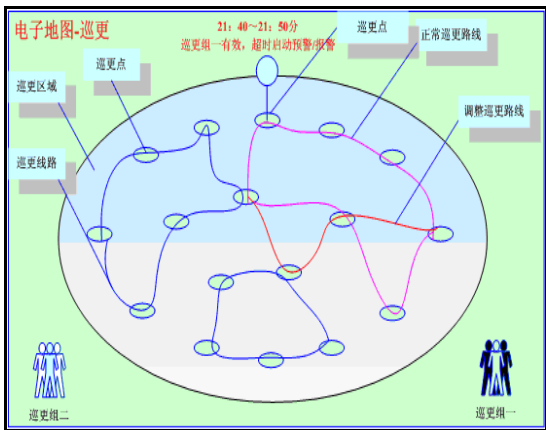 电子地图-巡更
21：40～21：50分
巡更组一有效，超时启动预警/报警
巡更点
正常巡更路线
巡更点
巡更区域
调整巡更路线
巡更线路
巡更组二
巡更组一